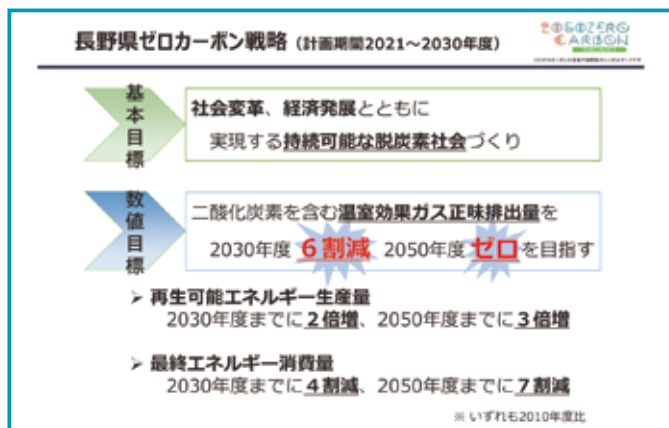 長野県ゼロカーボン戦略（計画期間2021～2030年度）
2050ZERO
CARBON
基本目標
社会変革、経済発展とともに
実現する持続可能な脱炭素社会づくり
数値目標
二酸化炭素を含む温室効果ガス正味排出量を
2030年度 6割減 2050年度 ゼロを目指す
➢ 再生可能エネルギー生産量
2030年度までに2倍増、2050年度までに3倍増
➢ 最終エネルギー消費量
2030年度までに4割減、2050年度までに7割減
※ いずれも2010年度比